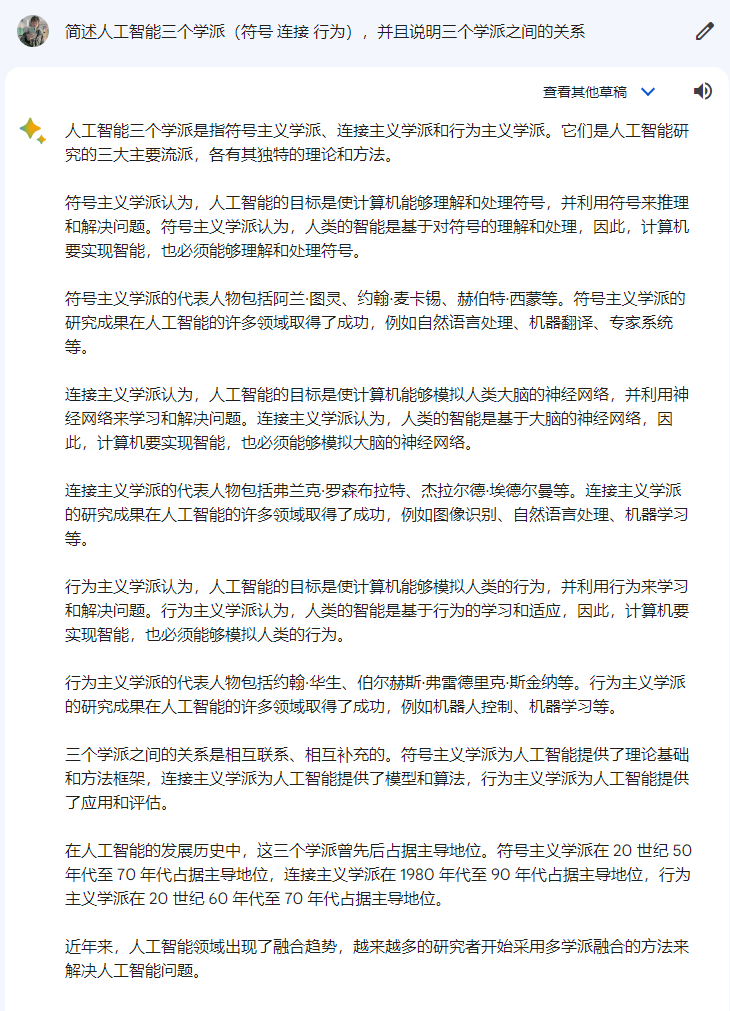 简述人工智能三个学派（符号 连接 行为），并且说明三个学派之间的关系
查看其他草稿
人工智能三个学派是指符号主义学派、连接主义学派和行为主义学派。它们是人工智能研
究的三大主要流派，各有其独特的理论和方法。
符号主义学派认为，人工智能的目标是使计算机能够理解和处理符号，并利用符号来推理
和解决问题。符号主义学派认为，人类的智能是基于对符号的理解和处理，因此，计算机
要实现智能，也必须能够理解和处理符号。
符号主义学派的代表人物包括阿兰·图灵、约翰·麦卡锡、赫伯特·西蒙等。符号主义学派的
研究成果在人工智能的许多领域取得了成功，例如自然语言处理、机器翻译、专家系统
等。
连接主义学派认为，人工智能的目标是使计算机能够模拟人类大脑的神经网络，并利用神
经网络来学习和解决问题。连接主义学派认为，人类的智能是基于大脑的神经网络，因
此，计算机要实现智能，也必须能够模拟大脑的神经网络。
连接主义学派的代表人物包括弗兰克·罗森布拉特、杰拉尔德·埃德尔曼等。连接主义学派
的研究成果在人工智能的许多领域取得了成功，例如图像识别、自然语言处理、机器学习
等。
行为主义学派认为，人工智能的目标是使计算机能够模拟人类的行为，并利用行为来学习
和解决问题。行为主义学派认为，人类的智能是基于行为的学习和适应，因此，计算机要
实现智能，也必须能够模拟人类的行为。
行为主义学派的代表人物包括约翰·华生、伯尔赫斯·弗雷德里克·斯金纳等。行为主义学派
的研究成果在人工智能的许多领域取得了成功，例如机器人控制、机器学习等。
三个学派之间的关系是相互联系、相互补充的。符号主义学派为人工智能提供了理论基础
和方法框架，连接主义学派为人工智能提供了模型和算法，行为主义学派为人工智能提供
了应用和评估。
在人工智能的发展历史中，这三个学派曾先后占据主导地位。符号主义学派在 20 世纪 50
年代至 70 年代占据主导地位，连接主义学派在 1980 年代至 90 年代占据主导地位，行为
主义学派在 20 世纪 60 年代至 70 年代占据主导地位。
近年来，人工智能领域出现了融合趋势，越来越多的研究者开始采用多学派融合的方法来
解决人工智能问题。